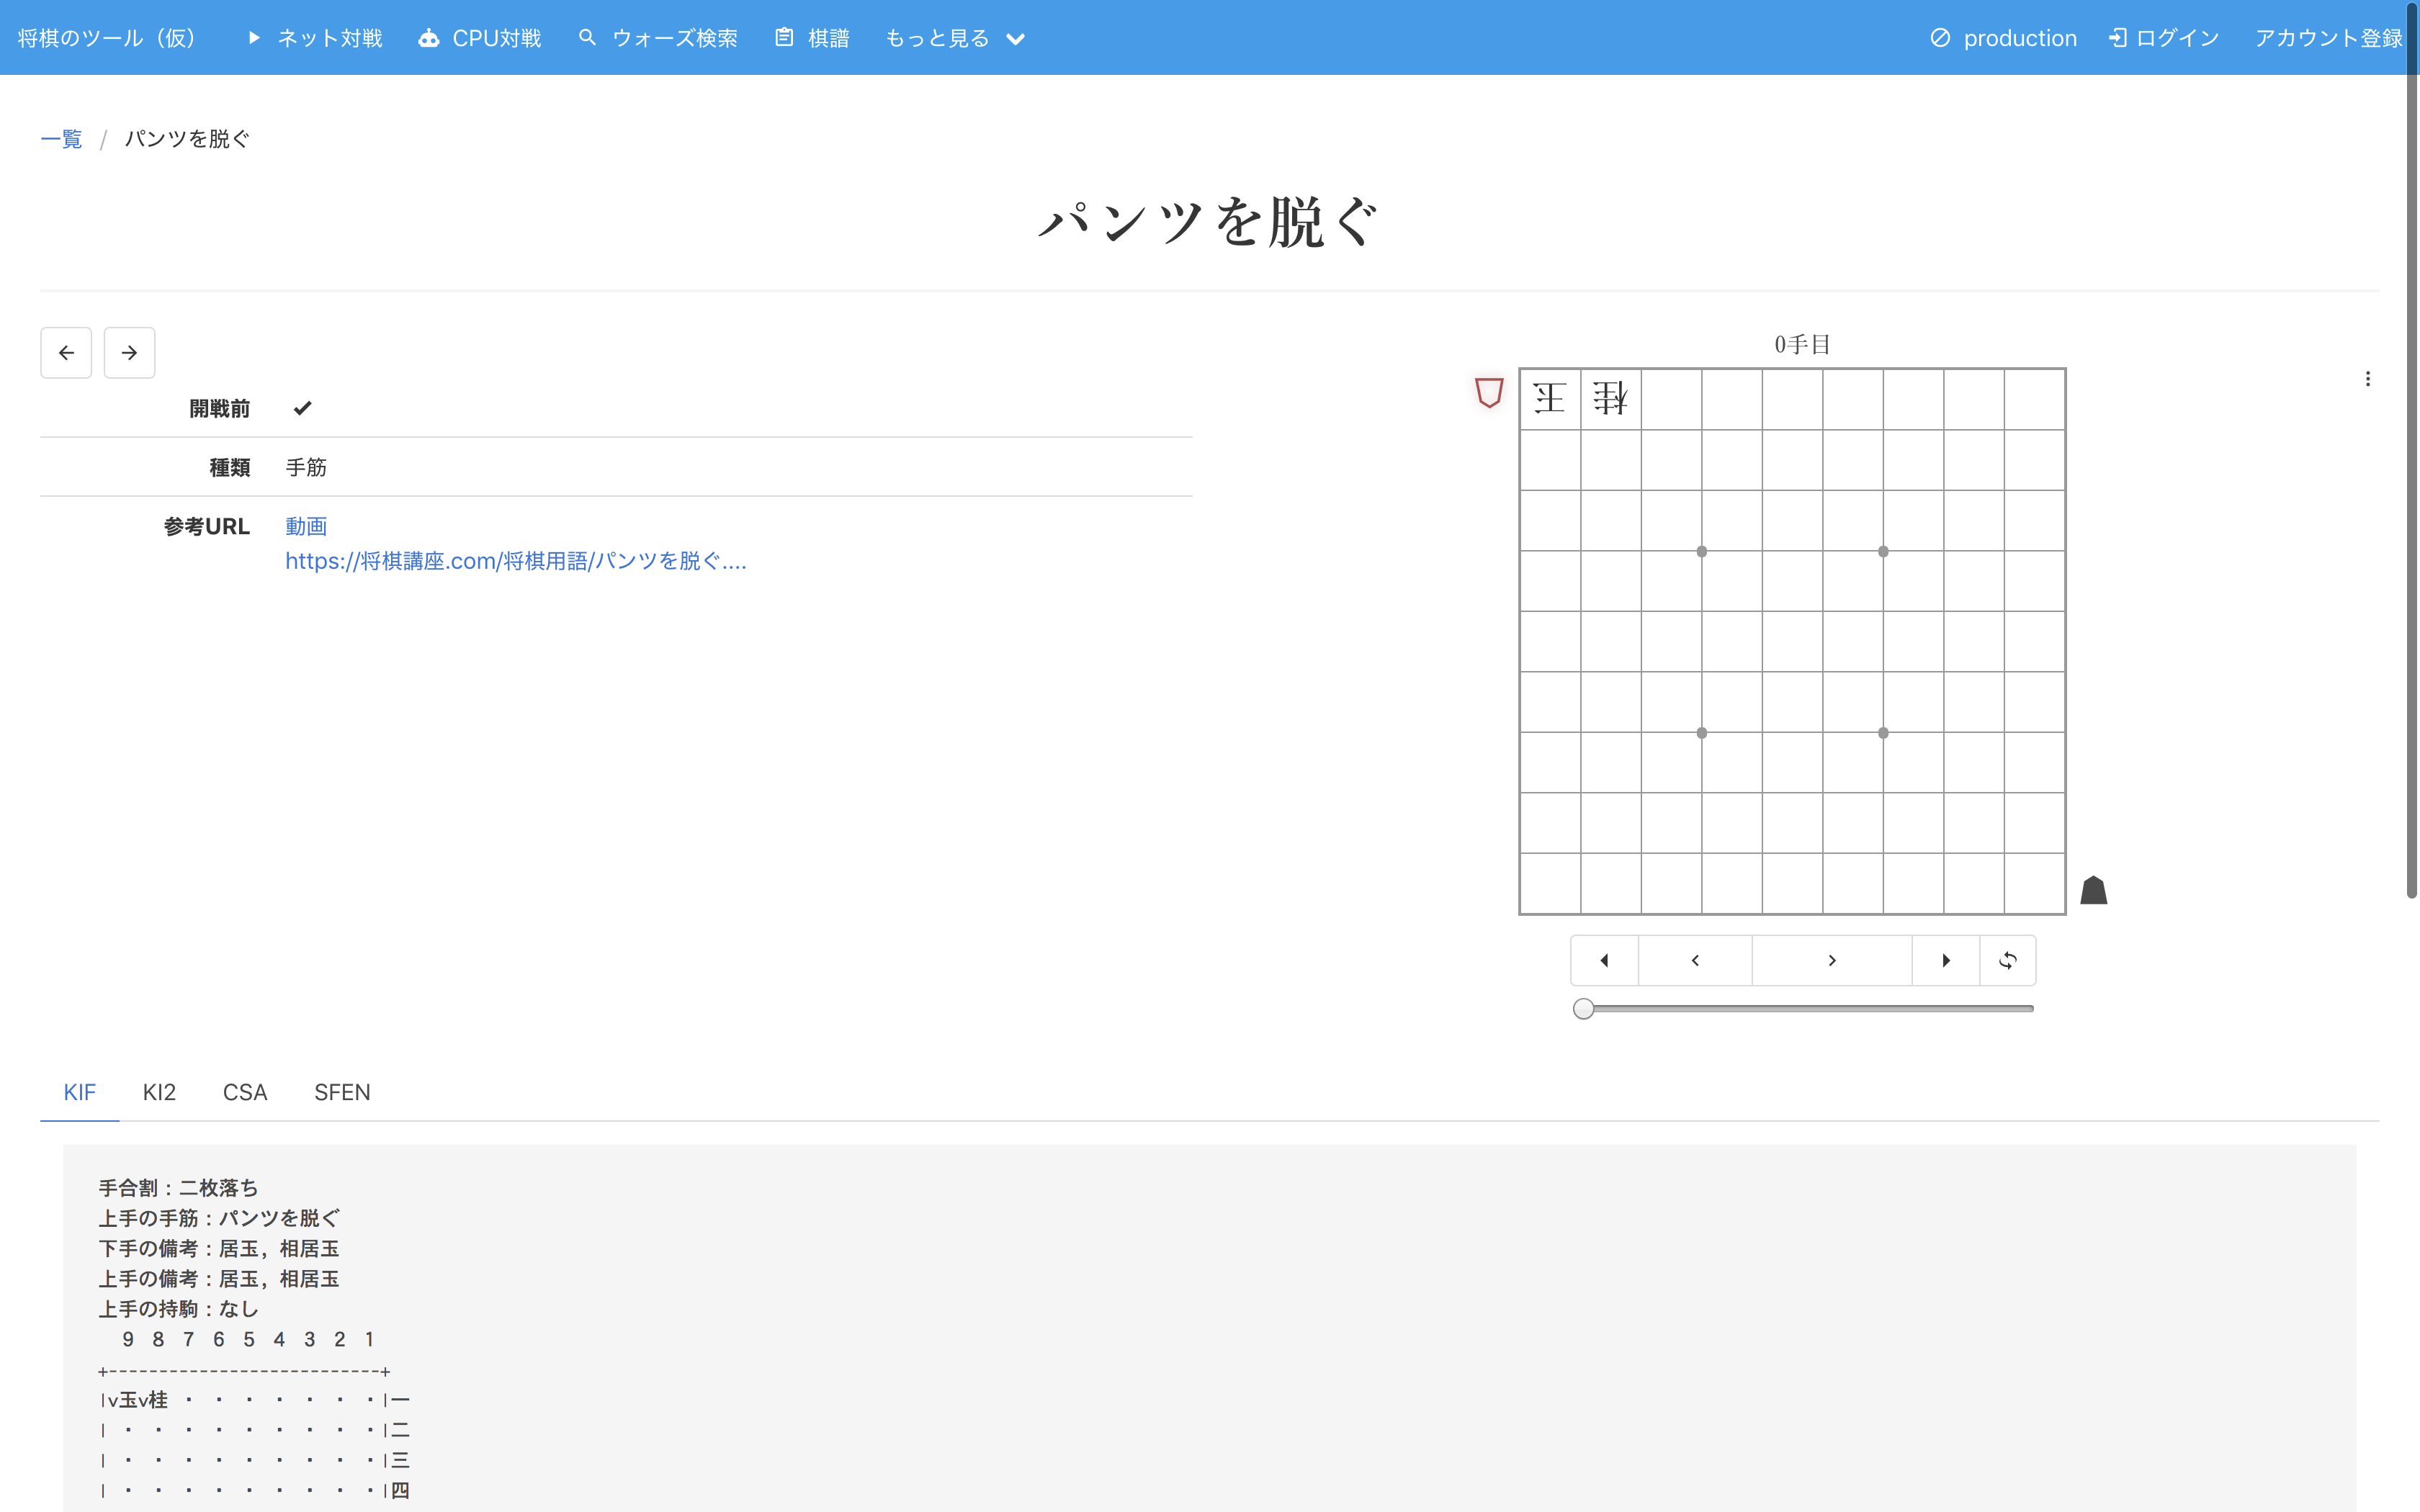 将棋のツール（仮） ネット対戦 CPU対戦 ウォーズ検索 棋譜 もっと見る production ログイン アカウント登録
一覧 / パンツを脱ぐ
パンツを脱ぐ
開戦前
種類 手筋
参考URL 動画
https://将棋講座.com/将棋用語/パンツを脱ぐ....
0手目
玉 桂
KIF KI2 CSA SFEN
手合割：二枚落ち
上手の手筋：パンツを脱ぐ
下手の備考：居玉, 相居玉
上手の備考：居玉, 相居玉
上手の持駒：なし
9 8 7 6 5 4 3 2 1
+---------------------------+
|v玉v桂 ・ ・ ・ ・ ・ ・ ・|一
| ・ ・ ・ ・ ・ ・ ・ ・ ・|二
| ・ ・ ・ ・ ・ ・ ・ ・ ・|三
| ・ ・ ・ ・ ・ ・ ・ ・ ・|四